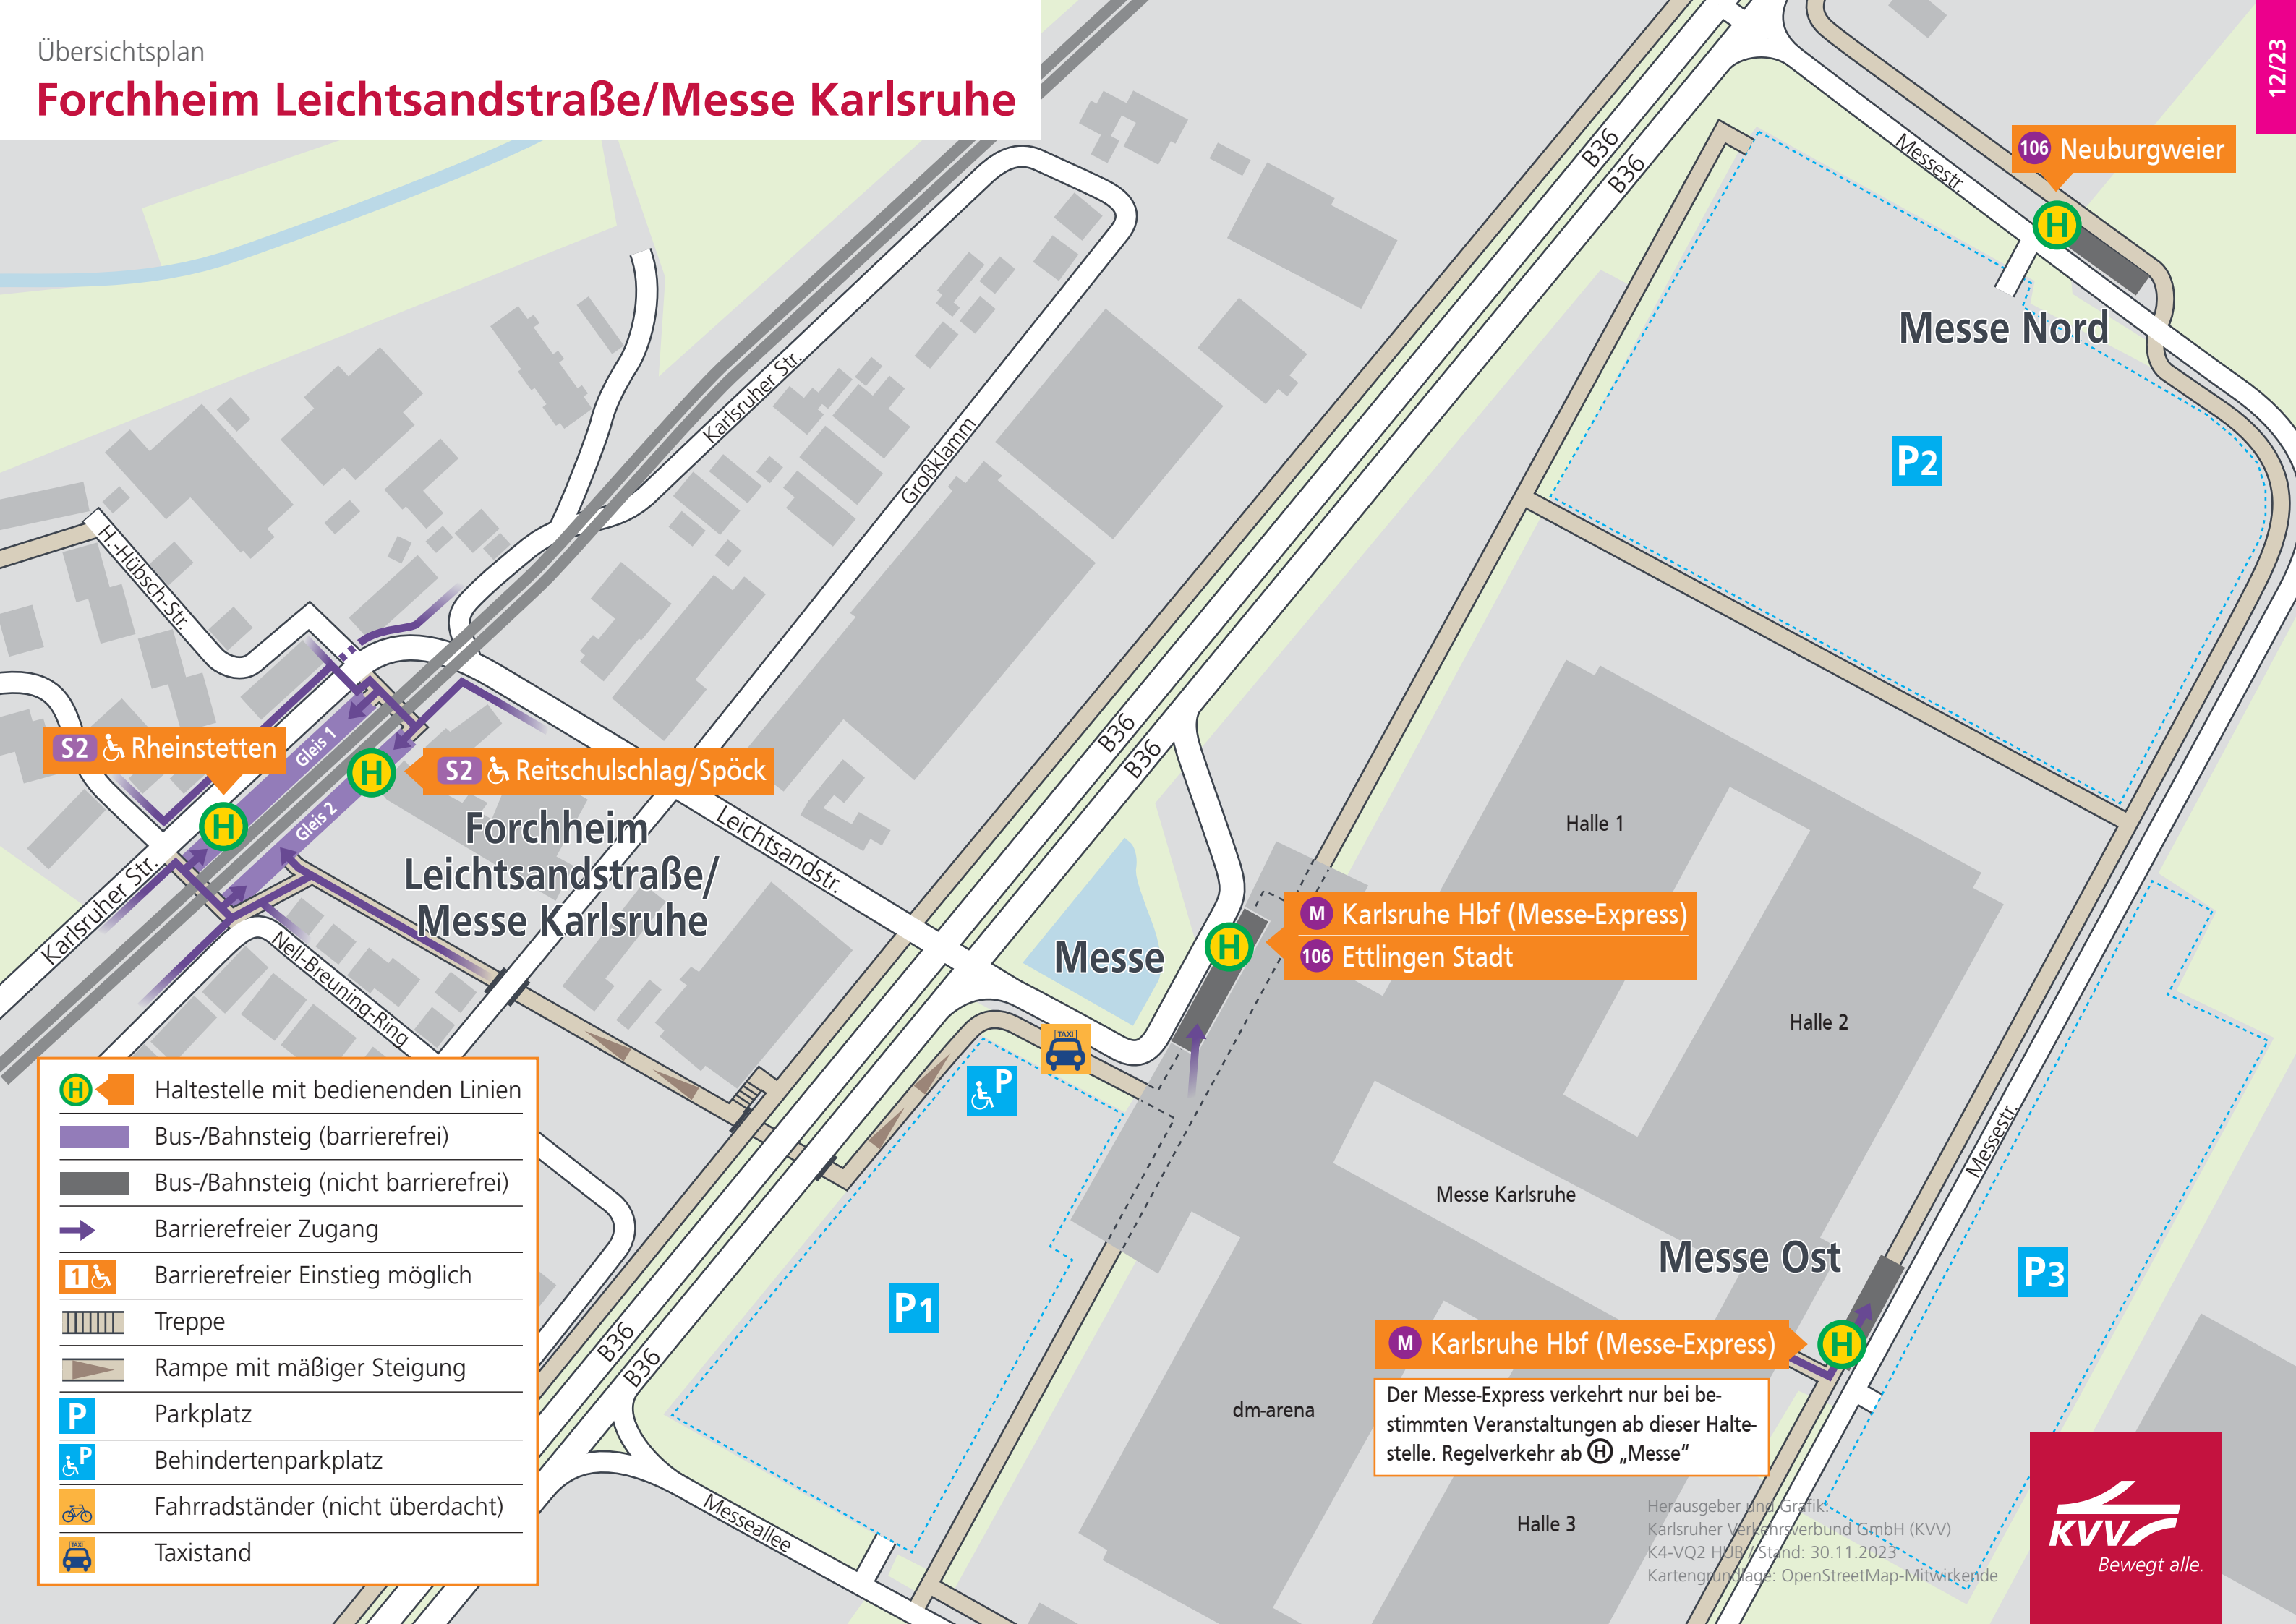 Übersichtsplan
Forchheim Leichtsandstraße/Messe Karlsruhe
12/23
106 Neuburgweier
Messestr.
B36
B36
Messe Nord
P2
Karlsruher Str.
Großklamm
H.-Hübsch-Str.
S2 Rheinstetten
Gleis 1
H
H
S2 Reitschulschlag/Spöck
Gleis 2
Forchheim
Leichtsandstraße/
Messe Karlsruhe
Leichtsandstr.
B36
B36
Karlsruher Str.
Nell-Breuning-Ring
Halle 1
H
Messe
H
M Karlsruhe Hbf (Messe-Express)
106 Ettlingen Stadt
Halle 2
TAXI
P
Messestr.
Messe Karlsruhe
Messe Ost
P3
P1
B36
B36
M Karlsruhe Hbf (Messe-Express)
H
Der Messe-Express verkehrt nur bei be-
stimmten Veranstaltungen ab dieser Halte-
stelle. Regelverkehr ab H „Messe“
dm-arena
Halle 3
Messeallee
H Haltestelle mit bedienenden Linien
Bus-/Bahnsteig (barrierefrei)
Bus-/Bahnsteig (nicht barrierefrei)
Barrierefreier Zugang
1 Barrierefreier Einstieg möglich
Treppe
Rampe mit mäßiger Steigung
P Parkplatz
P Behindertenparkplatz
Fahrradständer (nicht überdacht)
TAXI Taxistand
Herausgeber und Grafik:
Karlsruher Verkehrsverbund GmbH (KVV)
K4-VQ2 HUB / Stand: 30.11.2023
Kartengrundlage: OpenStreetMap-Mitwirkende
KVV
Bewegt alle.